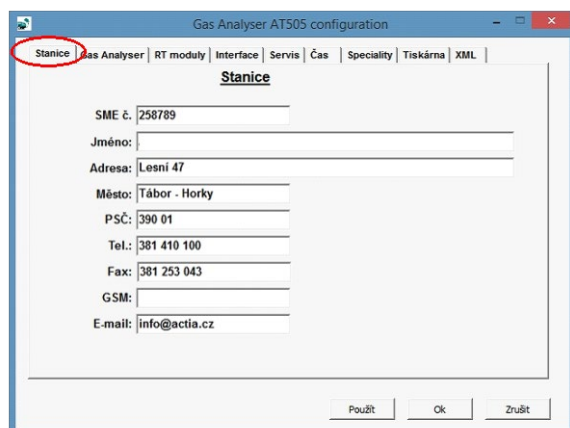 Gas Analyser AT505 configuration
Stanice Gas Analyser RT moduly Interface Servis Čas Speciality Tiskárna XML
Stanice
SME č. 258789
Jméno:
Adresa: Lesní 47
Město: Tábor - Horky
PSČ: 390 01
Tel.: 381 410 100
Fax: 381 253 043
GSM:
E-mail: info@actia.cz
Použít Ok Zrušit